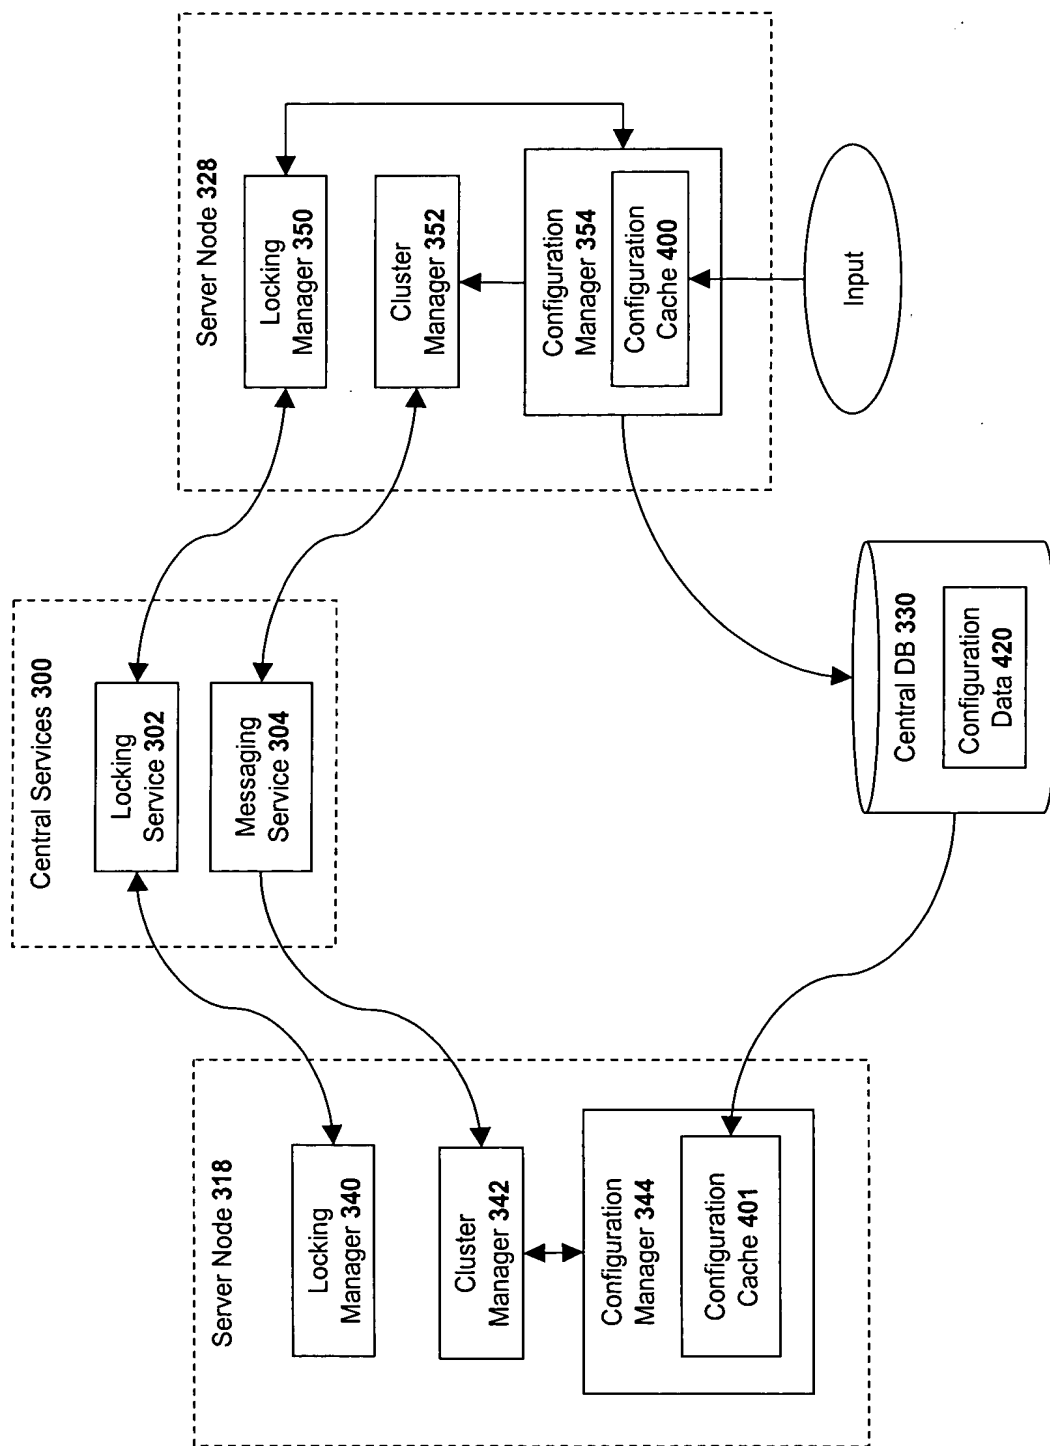 Server Node 318
Locking
Manager 340
Cluster
Manager 342
Configuration
Manager 344
Configuration
Cache 401
Central Services 300
Locking
Service 302
Messaging
Service 304
Server Node 328
Locking
Manager 350
Cluster
Manager 352
Configuration
Manager 354
Configuration
Cache 400
Central DB 330
Configuration
Data 420
Input